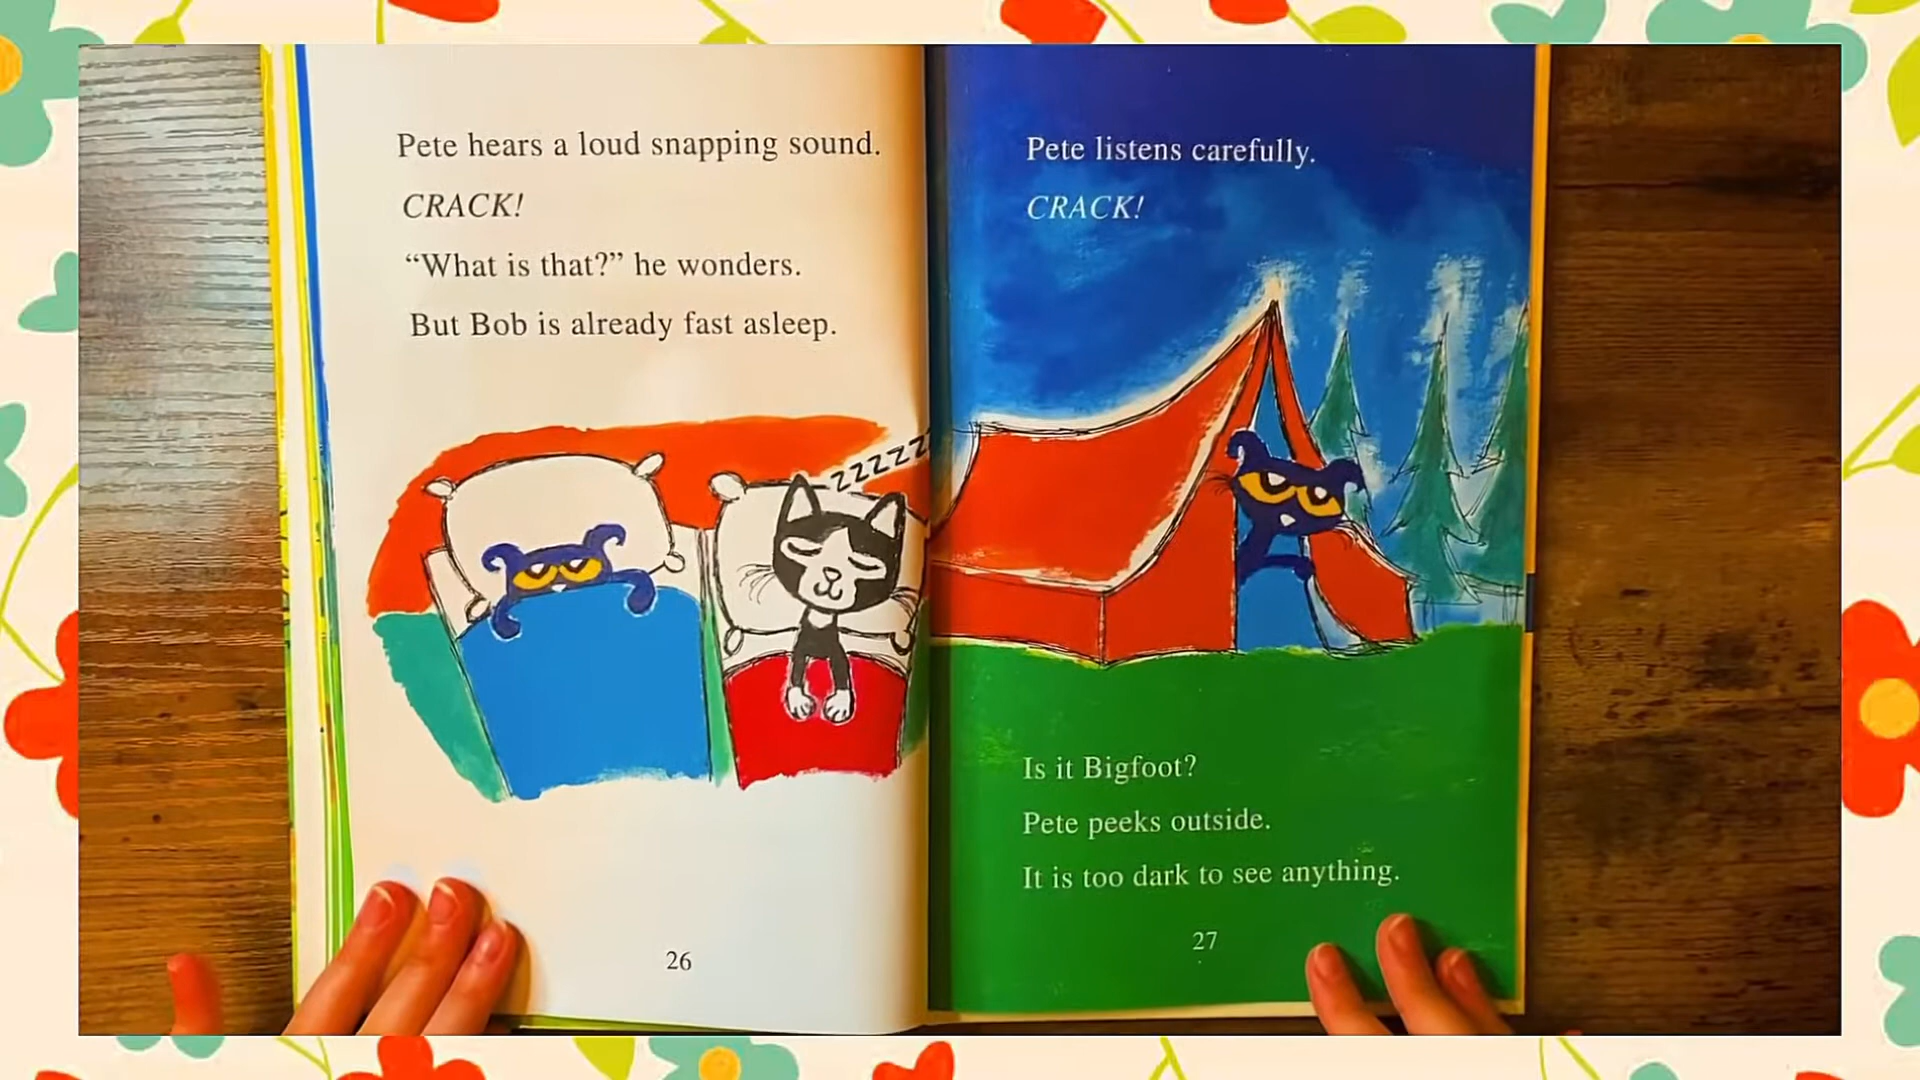 Pete hears a loud snapping sound.
CRACK!
“What is that?” he wonders.
But Bob is already fast asleep.
ZZZZZ
26
Pete listens carefully.
CRACK!
Is it Bigfoot?
Pete peeks outside.
It is too dark to see anything.
27